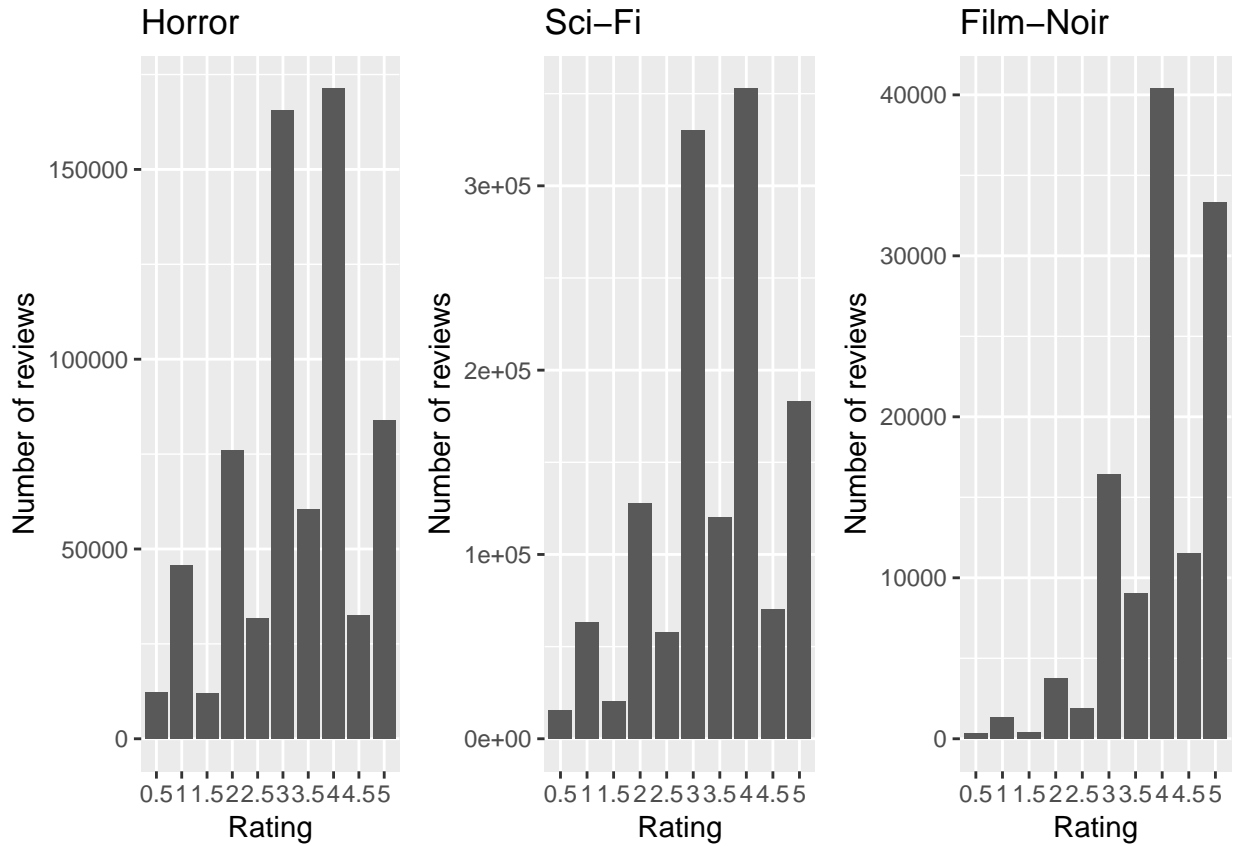 Horror
Sci−Fi
Film−Noir
Number of reviews
150000
100000
50000
0
0.5 1 1.5 2 2.5 3 3.5 4 4.5 5
Rating
Number of reviews
3e+05
2e+05
1e+05
0e+00
0.5 1 1.5 2 2.5 3 3.5 4 4.5 5
Rating
Number of reviews
40000
30000
20000
10000
0
0.5 1 1.5 2 2.5 3 3.5 4 4.5 5
Rating